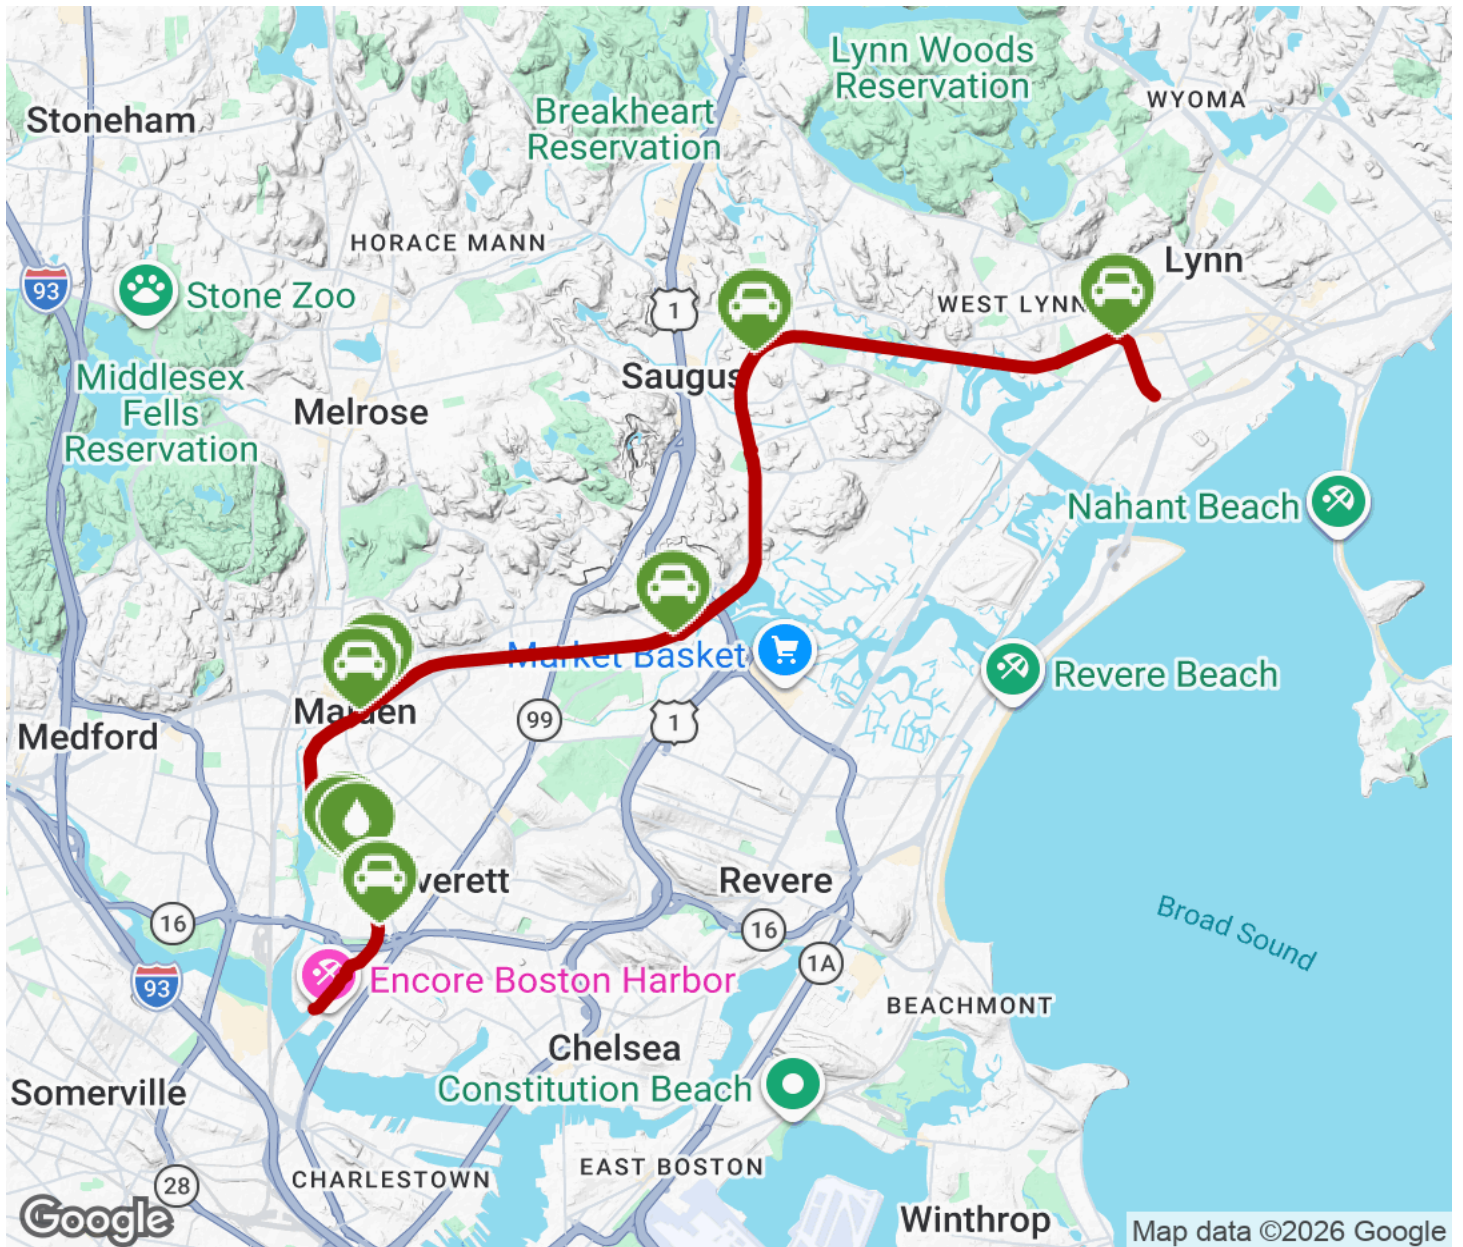 Lynn Woods
Reservation
WYOMA
Stoneham
Breakheart
Reservation
HORACE MANN
Lynn
93
Stone Zoo
1
WEST LYNN
Middlesex
Fells
Reservation
Saugus
Melrose
Nahant Beach
Market Basket
Revere Beach
Malden
99
1
Medford
Everett
Revere
16
16
Broad Sound
1A
93
Encore Boston Harbor
BEACHMONT
Chelsea
Constitution Beach
Somerville
EAST BOSTON
CHARLESTOWN
28
Winthrop
Google
Map data ©2026 Google